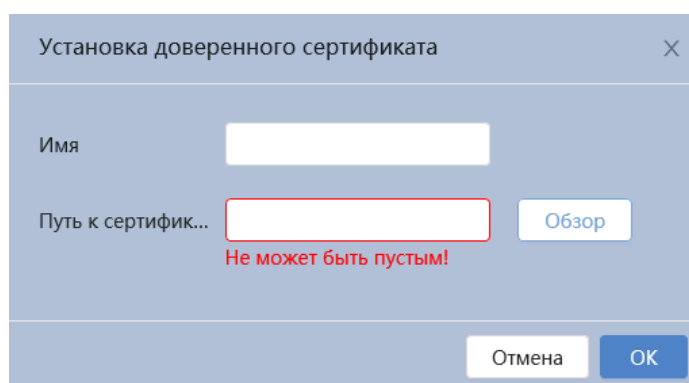 Установка доверенного сертификата X
Имя
Путь к сертифик... Обзор
Не может быть пустым!
Отмена OK